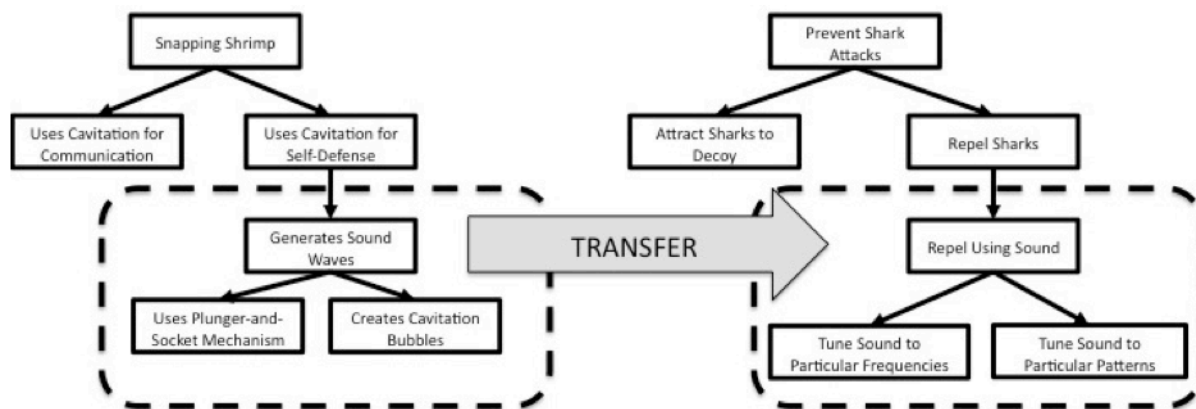 Snapping Shrimp
Prevent Shark
Attacks
Uses Cavitation for
Communication
Uses Cavitation for
Self-Defense
Attract Sharks to
Decoy
Repel Sharks
Generates Sound
Waves
TRANSFER
Repel Using Sound
Uses Plunger-and-
Socket Mechanism
Creates Cavitation
Bubbles
Tune Sound to
Particular Frequencies
Tune Sound to
Particular Patterns